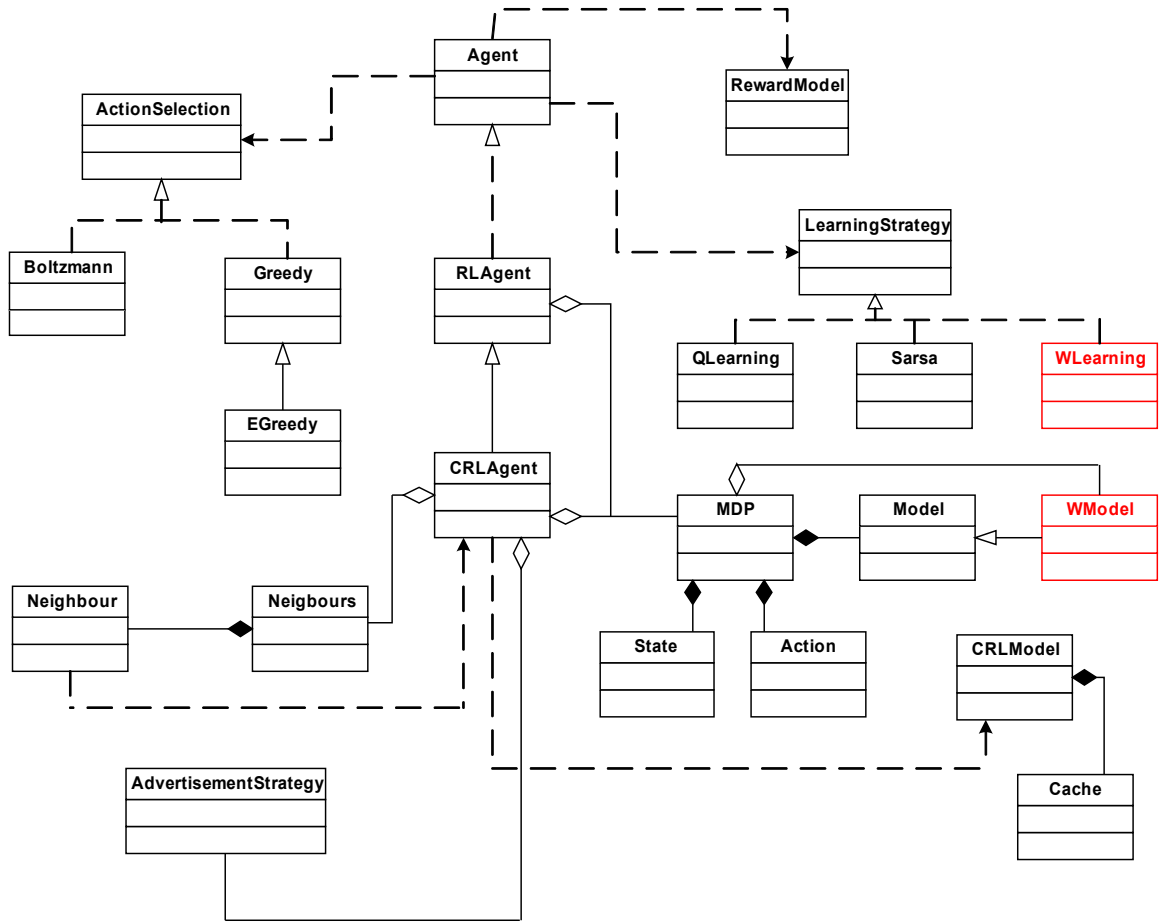 Agent
RewardModel
ActionSelection
LearningStrategy
Boltzmann
Greedy
RLAgent
QLearning
Sarsa
WLearning
EGreedy
CRLAgent
MDP
Model
WModel
Neighbour
Neigbours
State
Action
CRLModel
AdvertisementStrategy
Cache